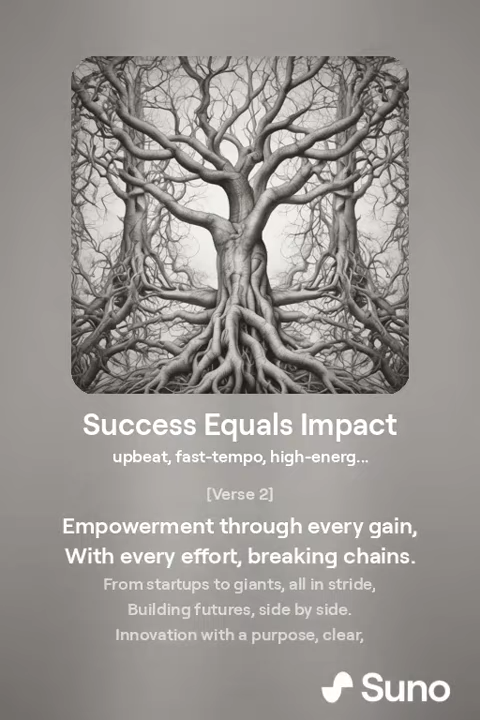 Success Equals Impact
upbeat, fast-tempo, high-energ...
[Verse 2]
Empowerment through every gain,
With every effort, breaking chains.
From startups to giants, all in stride,
Building futures, side by side.
Innovation with a purpose, clear,
Suno